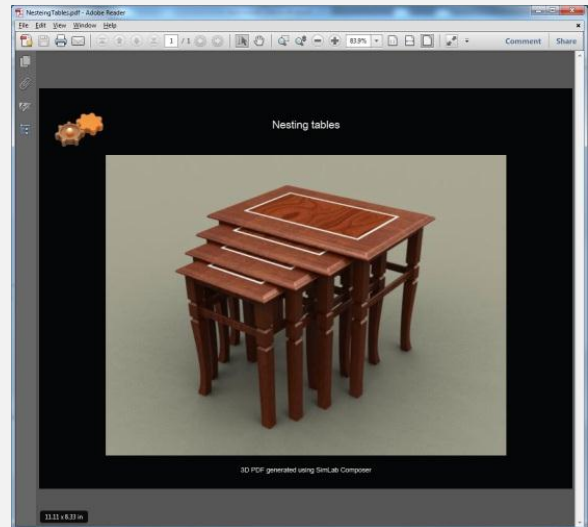 NesteingTables.pdf - Adobe Reader
File Edit View Window Help
1 / 1 83.9% Comment Share
Nesting tables
3D PDF generated using SimLab Composer
11.11 x 8.33 in